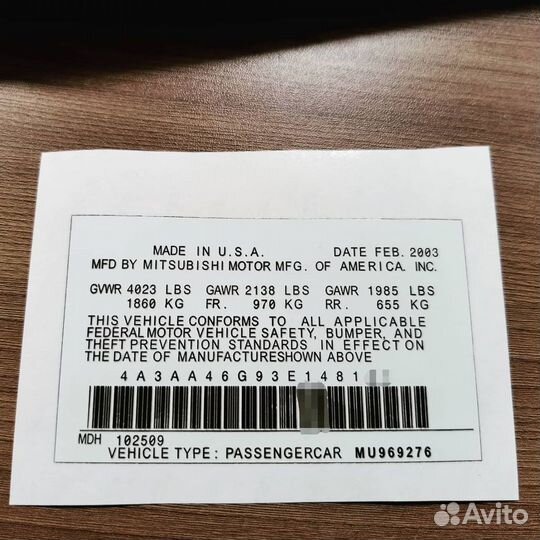 MADE IN U.S.A. DATE FEB. 2003
MFD BY MITSUBISHI MOTOR MFG. OF AMERICA. INC.
GVWR 4023 LBS GAWR 2138 LBS GAWR 1985 LBS
1860 KG FR. 970 KG RR. 655 KG
THIS VEHICLE CONFORMS TO ALL APPLICABLE
FEDERAL MOTOR VEHICLE SAFETY, BUMPER, AND
THEFT PREVENTION STANDARDS IN EFFECT ON
THE DATE OF MANUFACTURESHOWN ABOVE
4A3AA46G93E1481
MDH 102509
VEHICLE TYPE : PASSENGERCAR MU969276
Avito